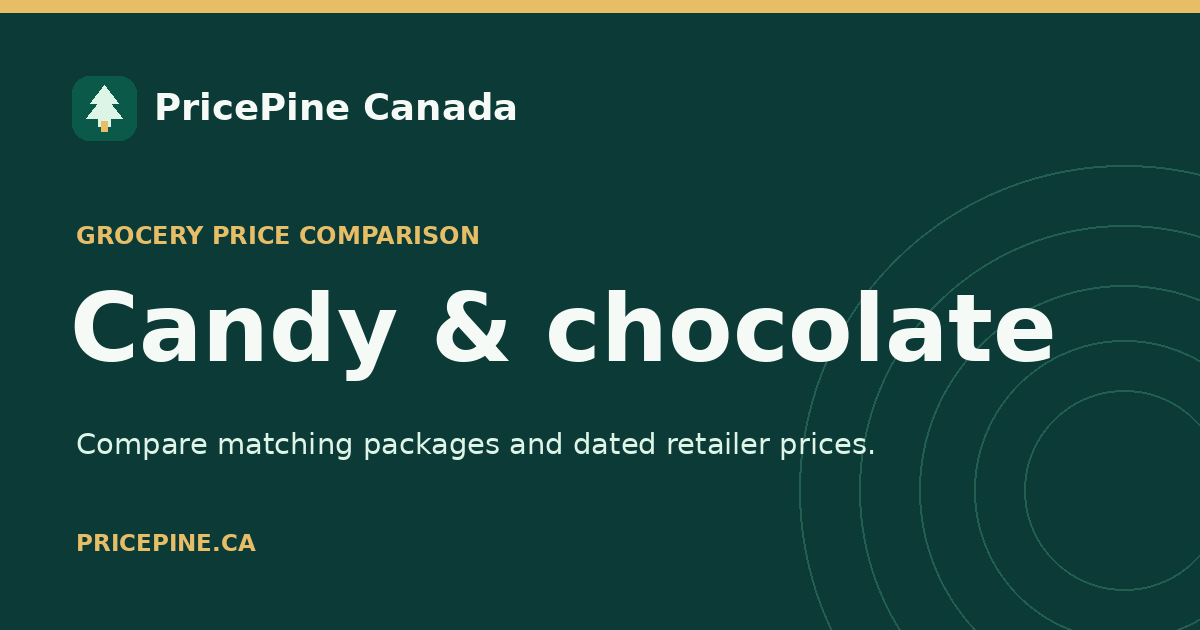 PricePine Canada
GROCERY PRICE COMPARISON
Candy & chocolate
Compare matching packages and dated retailer prices.
PRICEPINE.CA